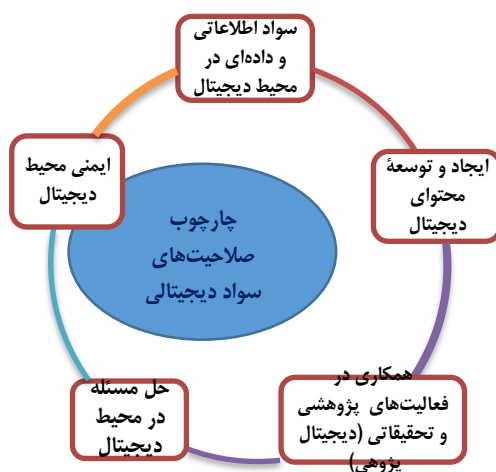 سواد اطلاعاتی
و داده‌ای در
محیط دیجیتال
ایجاد و توسعهٔ
محتوای
دیجیتال
ایمنی محیط
دیجیتال
چارچوب
صلاحیت‌های
سواد دیجیتالی
همکاری در
فعالیت‌های پژوهشی
و تحقیقاتی (دیجیتال
پژوهی)
حل مسئله
در محیط
دیجیتال